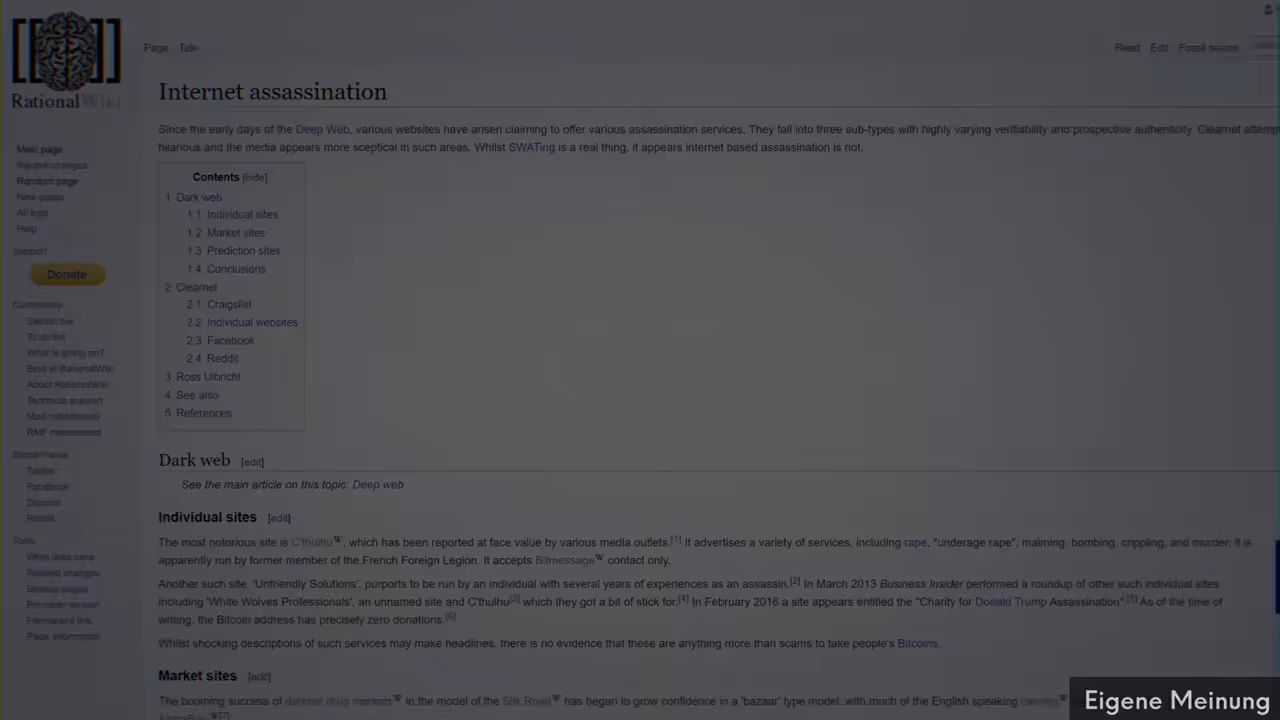 RationalWiki
Page Talk
Read Edit Fossil record
Internet assassination
Since the early days of the Deep Web, various websites have arisen claiming to offer various assassination services. They fall into three sub-types with highly varying verifiability and prospective authenticity. Clearnet attemp
hilarious and the media appears more sceptical in such areas. Whilst SWATing is a real thing, it appears internet based assassination is not.
Main page
Recent changes
Random page
New pages
All logs
Help
Support
Donate
Community
Saloon bar
To do list
What is going on?
Best of RationalWiki
About RationalWiki
Technical support
Mod noticeboard
RMF noticeboard
Social media
Twitter
Facebook
Discord
Reddit
Tools
What links here
Related changes
Special pages
Printable version
Permanent link
Page information
Contents [hide]
1 Dark web
1.1 Individual sites
1.2 Market sites
1.3 Prediction sites
1.4 Conclusions
2 Clearnet
2.1 Craigslist
2.2 Individual websites
2.3 Facebook
2.4 Reddit
3 Ross Ulbricht
4 See also
5 References
Dark web [edit]
See the main article on this topic: Deep web
Individual sites [edit]
The most notorious site is C'thulhu, which has been reported at face value by various media outlets.[1] It advertises a variety of services, including rape, "underage rape", maiming, bombing, crippling, and murder; it is
apparently run by former member of the French Foreign Legion. It accepts Bitmessage contact only.
Another such site, 'Unfriendly Solutions', purports to be run by an individual with several years of experiences as an assassin.[2] In March 2013 Business Insider performed a roundup of other such individual sites
including 'White Wolves Professionals', an unnamed site and C'thulhu[3] which they got a bit of stick for.[4] In February 2016 a site appears entitled the "Charity for Donald Trump Assassination".[5] As of the time of
writing, the Bitcoin address has precisely zero donations.[6]
Whilst shocking descriptions of such services may make headlines, there is no evidence that these are anything more than scams to take people's Bitcoins.
Market sites [edit]
The booming success of darknet drug markets in the model of the Silk Road has began to grow confidence in a 'bazaar' type model, with much of the English speaking
Eigene Meinung